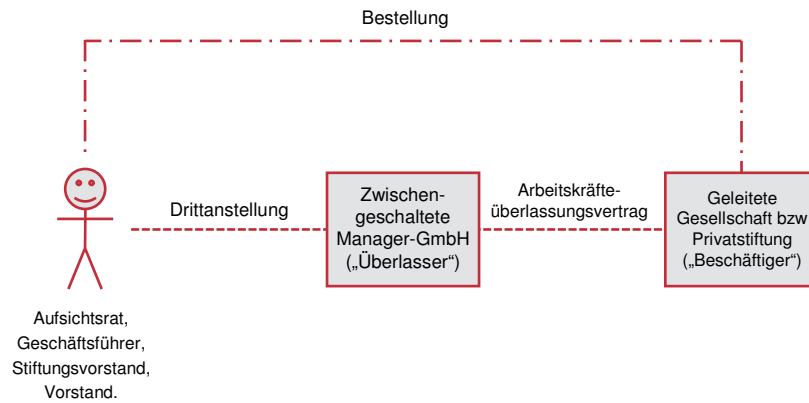 Bestellung
Drittanstellung
Zwischen-
geschaltete
Manager-GmbH
(„Überlasser“)
Arbeitskräfte-
überlassungsvertrag
Geleitete
Gesellschaft bzw
Privatstiftung
(„Beschäftiger“)
Aufsichtsrat,
Geschäftsführer,
Stiftungsvorstand,
Vorstand.